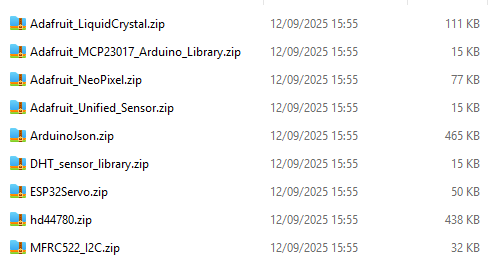 Adafruit_LiquidCrystal.zip 12/09/2025 15:55 111 KB
Adafruit_MCP23017_Arduino_Library.zip 12/09/2025 15:55 15 KB
Adafruit_NeoPixel.zip 12/09/2025 15:55 77 KB
Adafruit_Unified_Sensor.zip 12/09/2025 15:55 15 KB
ArduinoJson.zip 12/09/2025 15:55 465 KB
DHT_sensor_library.zip 12/09/2025 15:55 15 KB
ESP32Servo.zip 12/09/2025 15:55 50 KB
hd44780.zip 12/09/2025 15:55 438 KB
MFRC522_I2C.zip 12/09/2025 15:55 32 KB